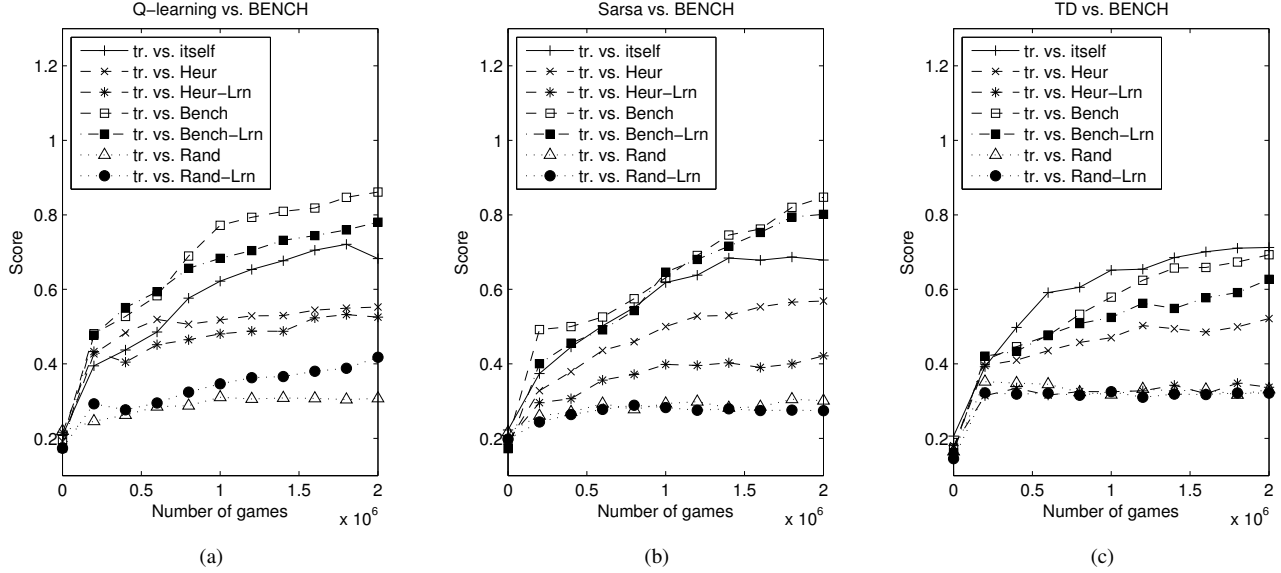 Q−learning vs. BENCH
1.2
1
0.8
0.6
0.4
0.2
Score
tr. vs. itself
tr. vs. Heur
tr. vs. Heur−Lrn
tr. vs. Bench
tr. vs. Bench−Lrn
tr. vs. Rand
tr. vs. Rand−Lrn
0 0.5 1 1.5 2
Number of games
x 10^6
(a)
Sarsa vs. BENCH
1.2
1
0.8
0.6
0.4
0.2
Score
tr. vs. itself
tr. vs. Heur
tr. vs. Heur−Lrn
tr. vs. Bench
tr. vs. Bench−Lrn
tr. vs. Rand
tr. vs. Rand−Lrn
0 0.5 1 1.5 2
Number of games
x 10^6
(b)
TD vs. BENCH
1.2
1
0.8
0.6
0.4
0.2
Score
tr. vs. itself
tr. vs. Heur
tr. vs. Heur−Lrn
tr. vs. Bench
tr. vs. Bench−Lrn
tr. vs. Rand
tr. vs. Rand−Lrn
0 0.5 1 1.5 2
Number of games
x 10^6
(c)